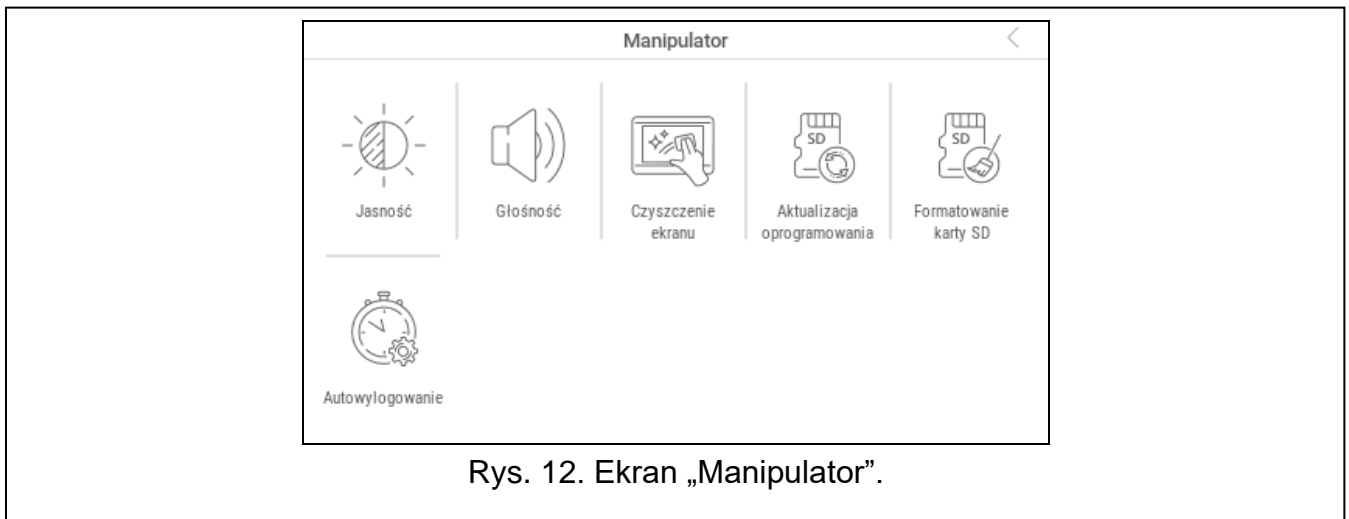 Manipulator
Jasność
Głośność
Czyszczenie
ekranu
Aktualizacja
oprogramowania
Formatowanie
karty SD
SD
SD
Autowylogowanie
Rys. 12. Ekran „Manipulator”.